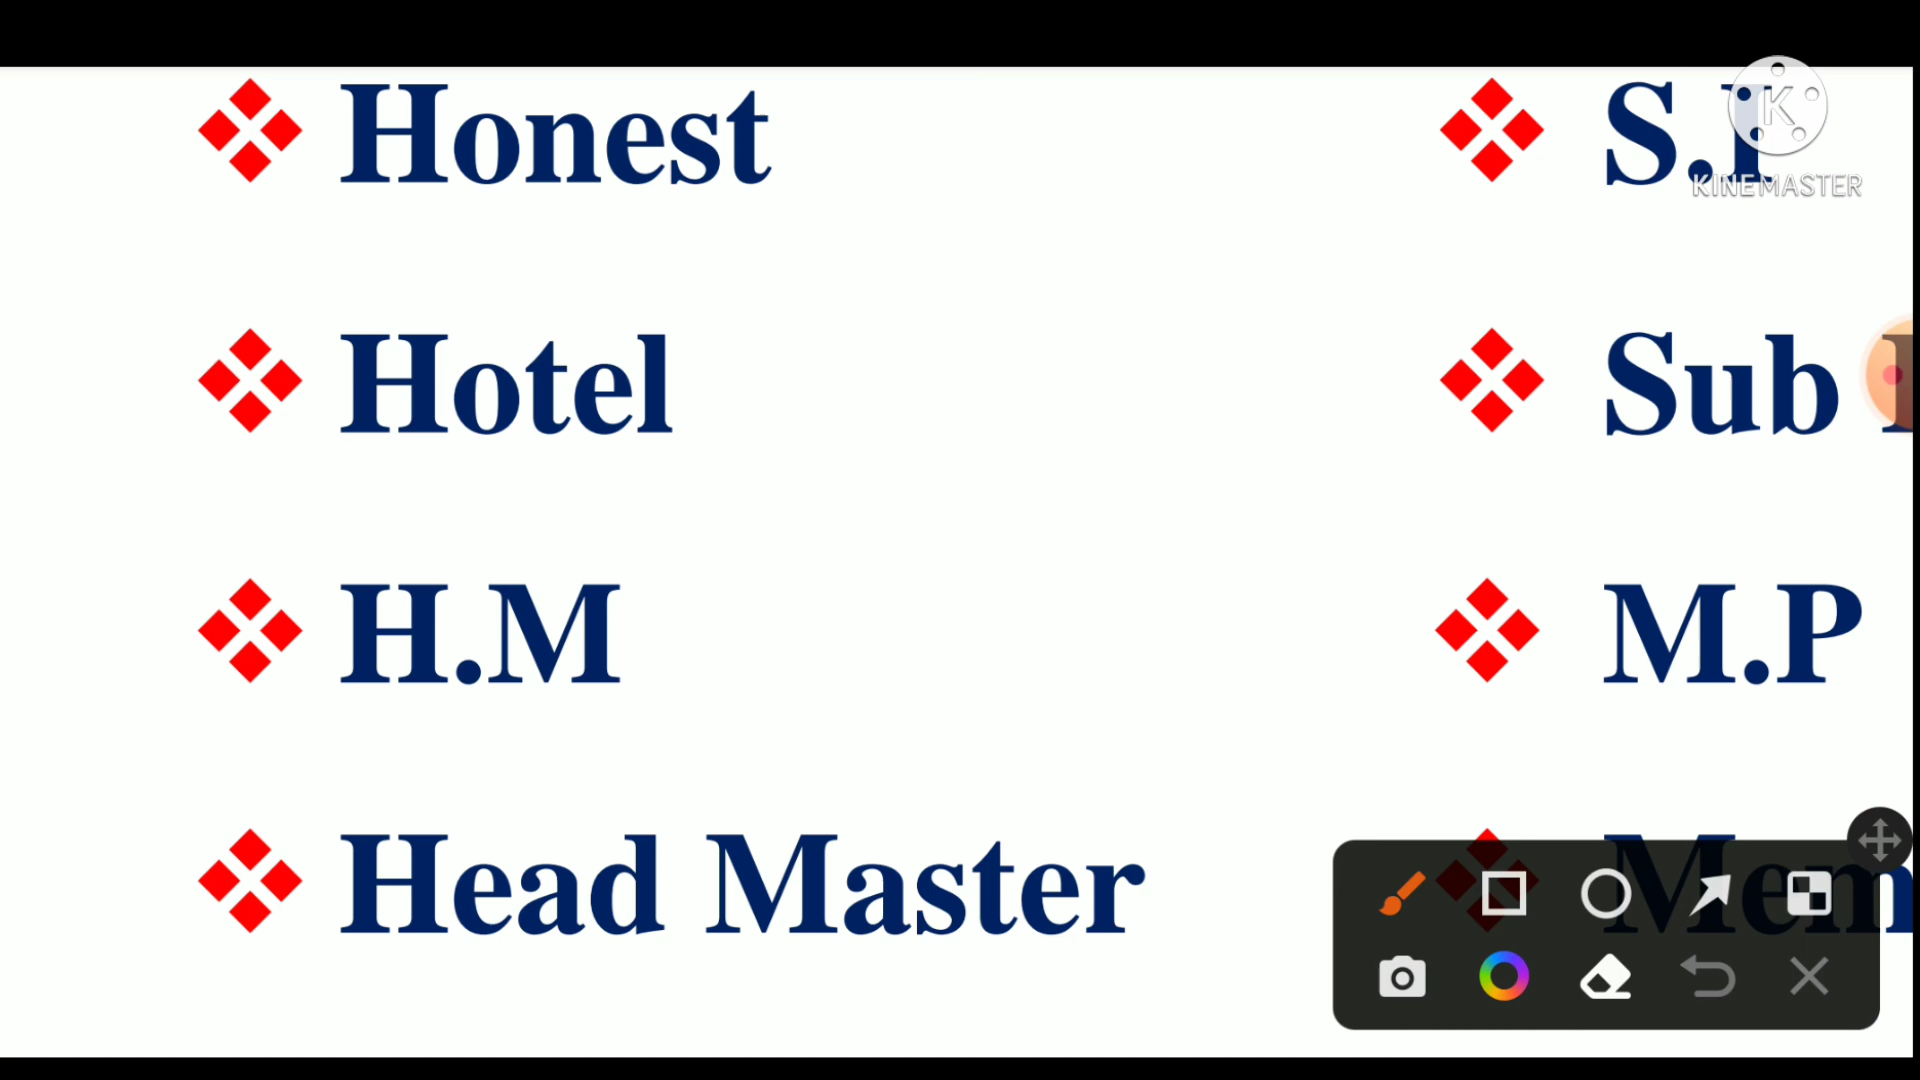 Honest
Hotel
H.M
Head Master
S.I
Sub
M.P
KINEMASTER